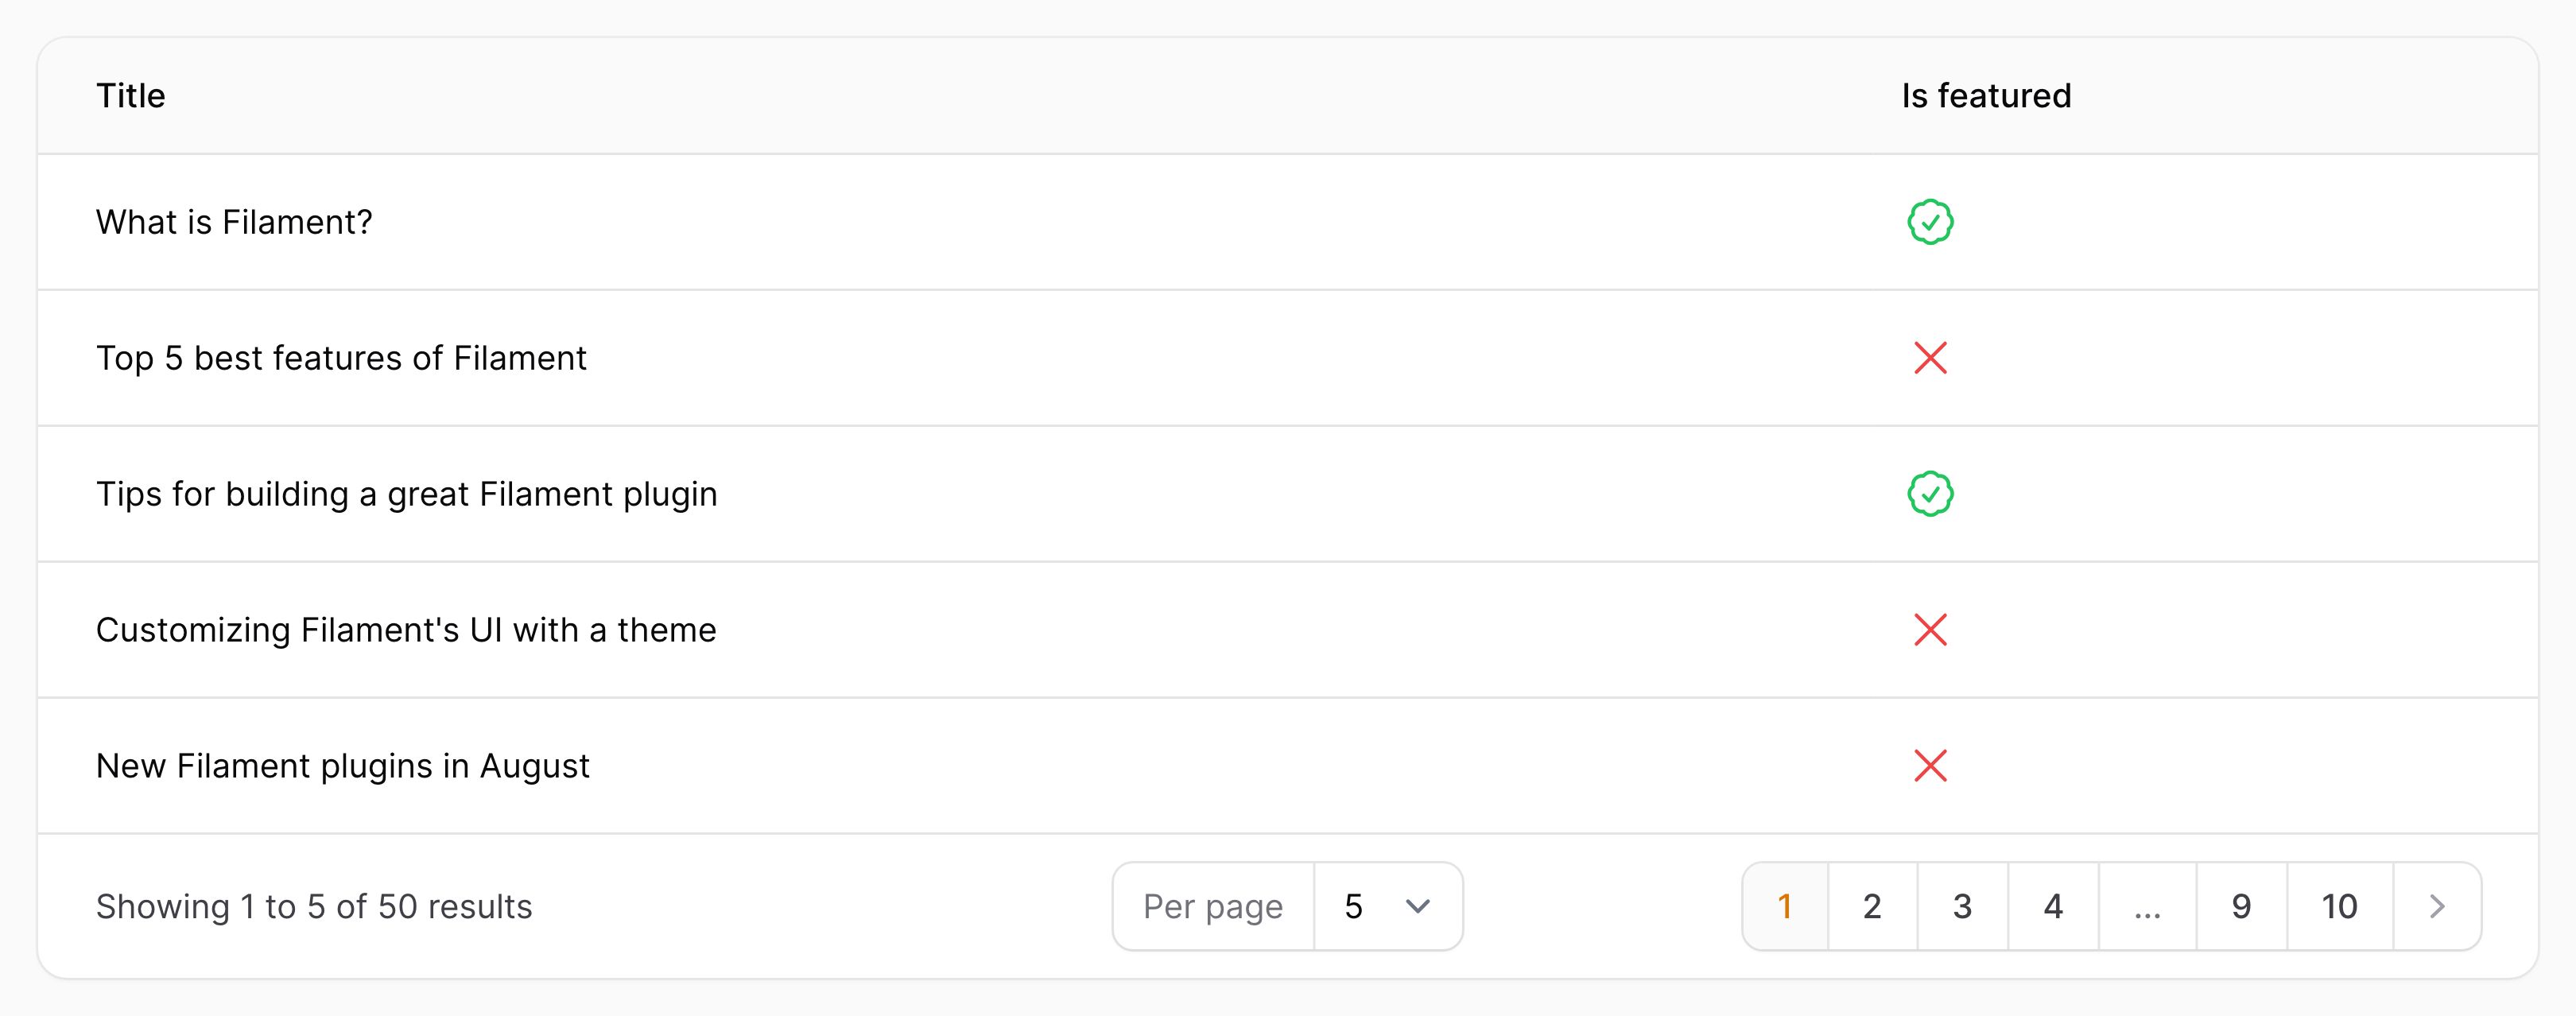 Title Is featured
What is Filament?
Top 5 best features of Filament
Tips for building a great Filament plugin
Customizing Filament's UI with a theme
New Filament plugins in August
Showing 1 to 5 of 50 results Per page 5 1 2 3 4 ... 9 10